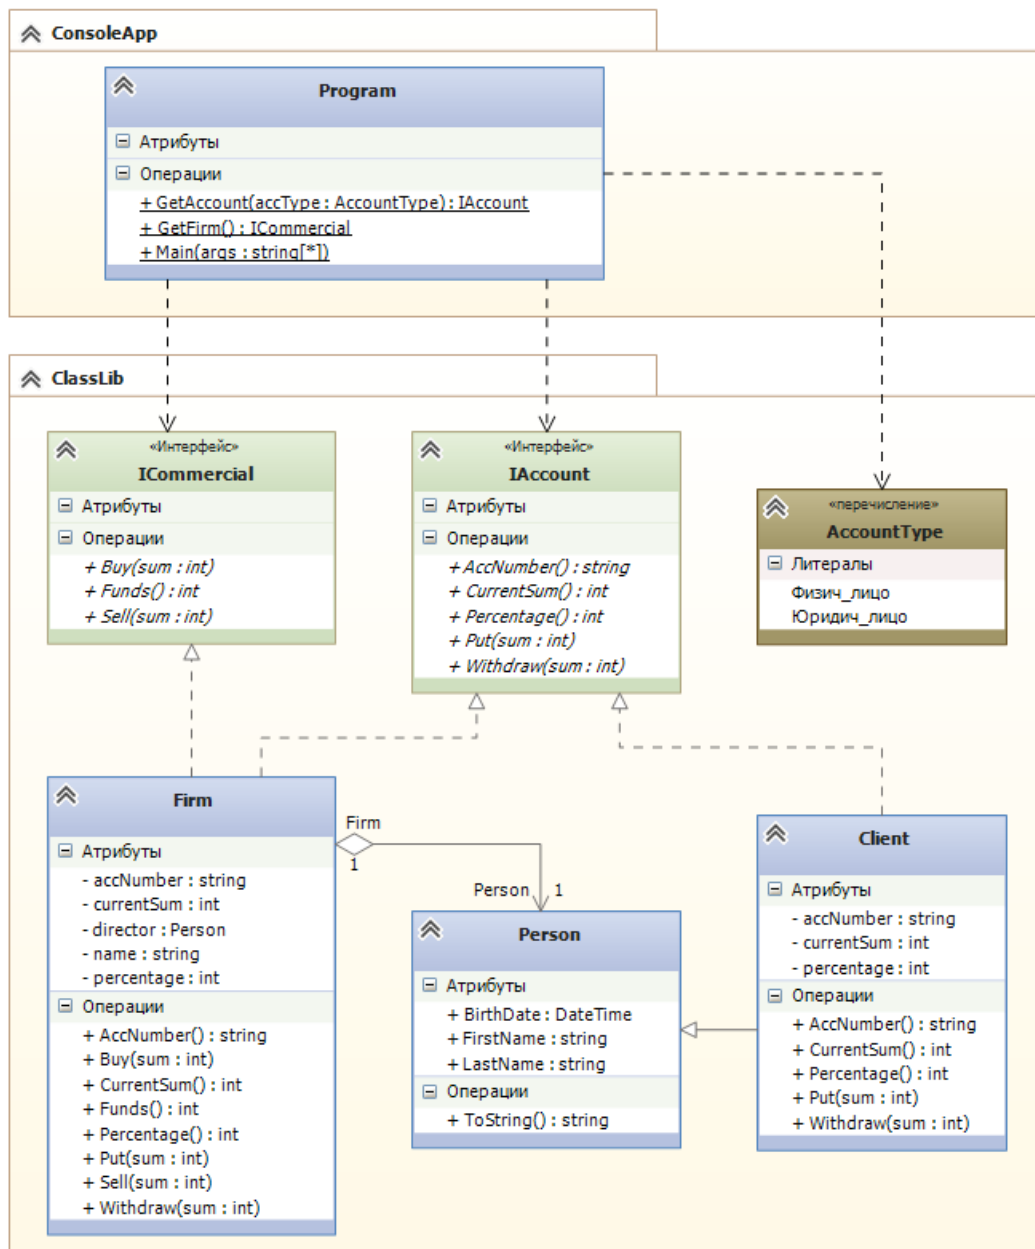 ConsoleApp
Program
Атрибуты
Операции
+ GetAccount(accType : AccountType) : IAccount
+ GetFirm() : ICommercial
+ Main(args : string[*])
ClassLib
«Интерфейс»
ICommercial
Атрибуты
Операции
+ Buy(sum : int)
+ Funds() : int
+ Sell(sum : int)
«Интерфейс»
IAccount
Атрибуты
Операции
+ AccNumber() : string
+ CurrentSum() : int
+ Percentage() : int
+ Put(sum : int)
+ Withdraw(sum : int)
«перечисление»
AccountType
Литералы
Физич_лицо
Юридич_лицо
Firm
Атрибуты
- accNumber : string
- currentSum : int
- director : Person
- name : string
- percentage : int
Операции
+ AccNumber() : string
+ Buy(sum : int)
+ CurrentSum() : int
+ Funds() : int
+ Percentage() : int
+ Put(sum : int)
+ Sell(sum : int)
+ Withdraw(sum : int)
Firm
1
Person
1
Person
Атрибуты
+ BirthDate : DateTime
+ FirstName : string
+ LastName : string
Операции
+ ToString() : string
Client
Атрибуты
- accNumber : string
- currentSum : int
- percentage : int
Операции
+ AccNumber() : string
+ CurrentSum() : int
+ Percentage() : int
+ Put(sum : int)
+ Withdraw(sum : int)